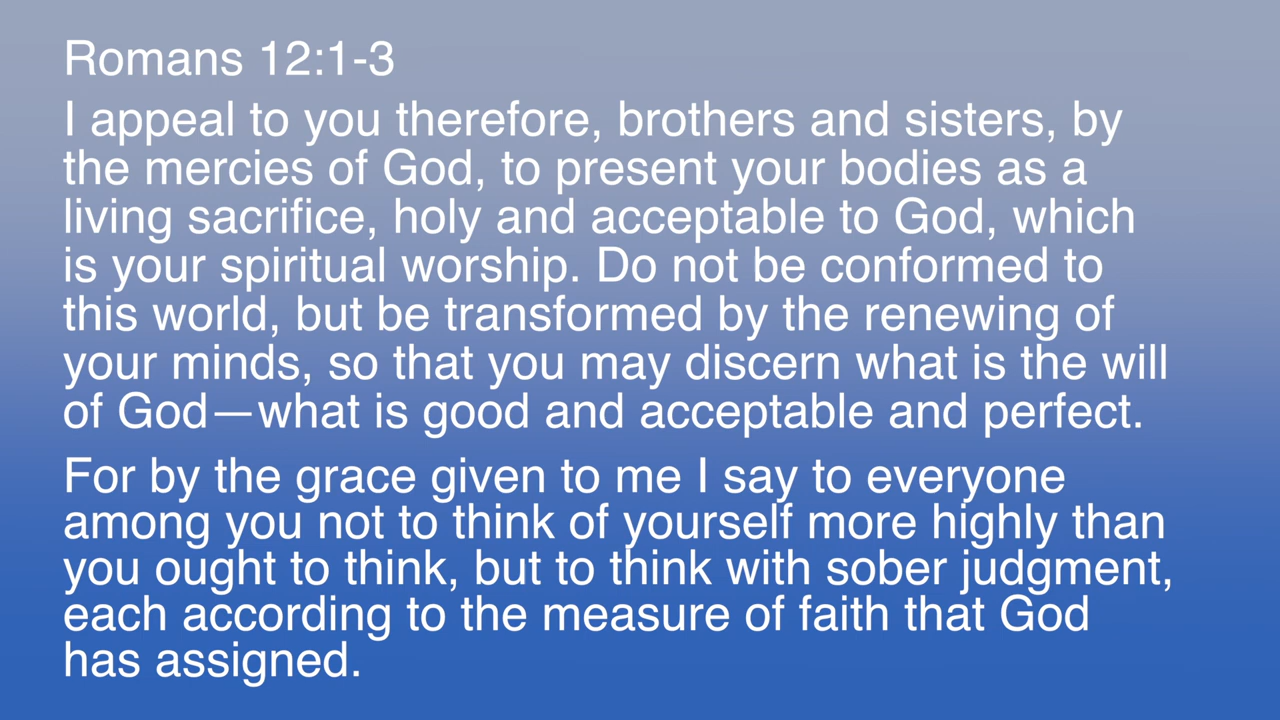 Romans 12:1-3
I appeal to you therefore, brothers and sisters, by
the mercies of God, to present your bodies as a
living sacrifice, holy and acceptable to God, which
is your spiritual worship. Do not be conformed to
this world, but be transformed by the renewing of
your minds, so that you may discern what is the will
of God—what is good and acceptable and perfect.
For by the grace given to me I say to everyone
among you not to think of yourself more highly than
you ought to think, but to think with sober judgment,
each according to the measure of faith that God
has assigned.